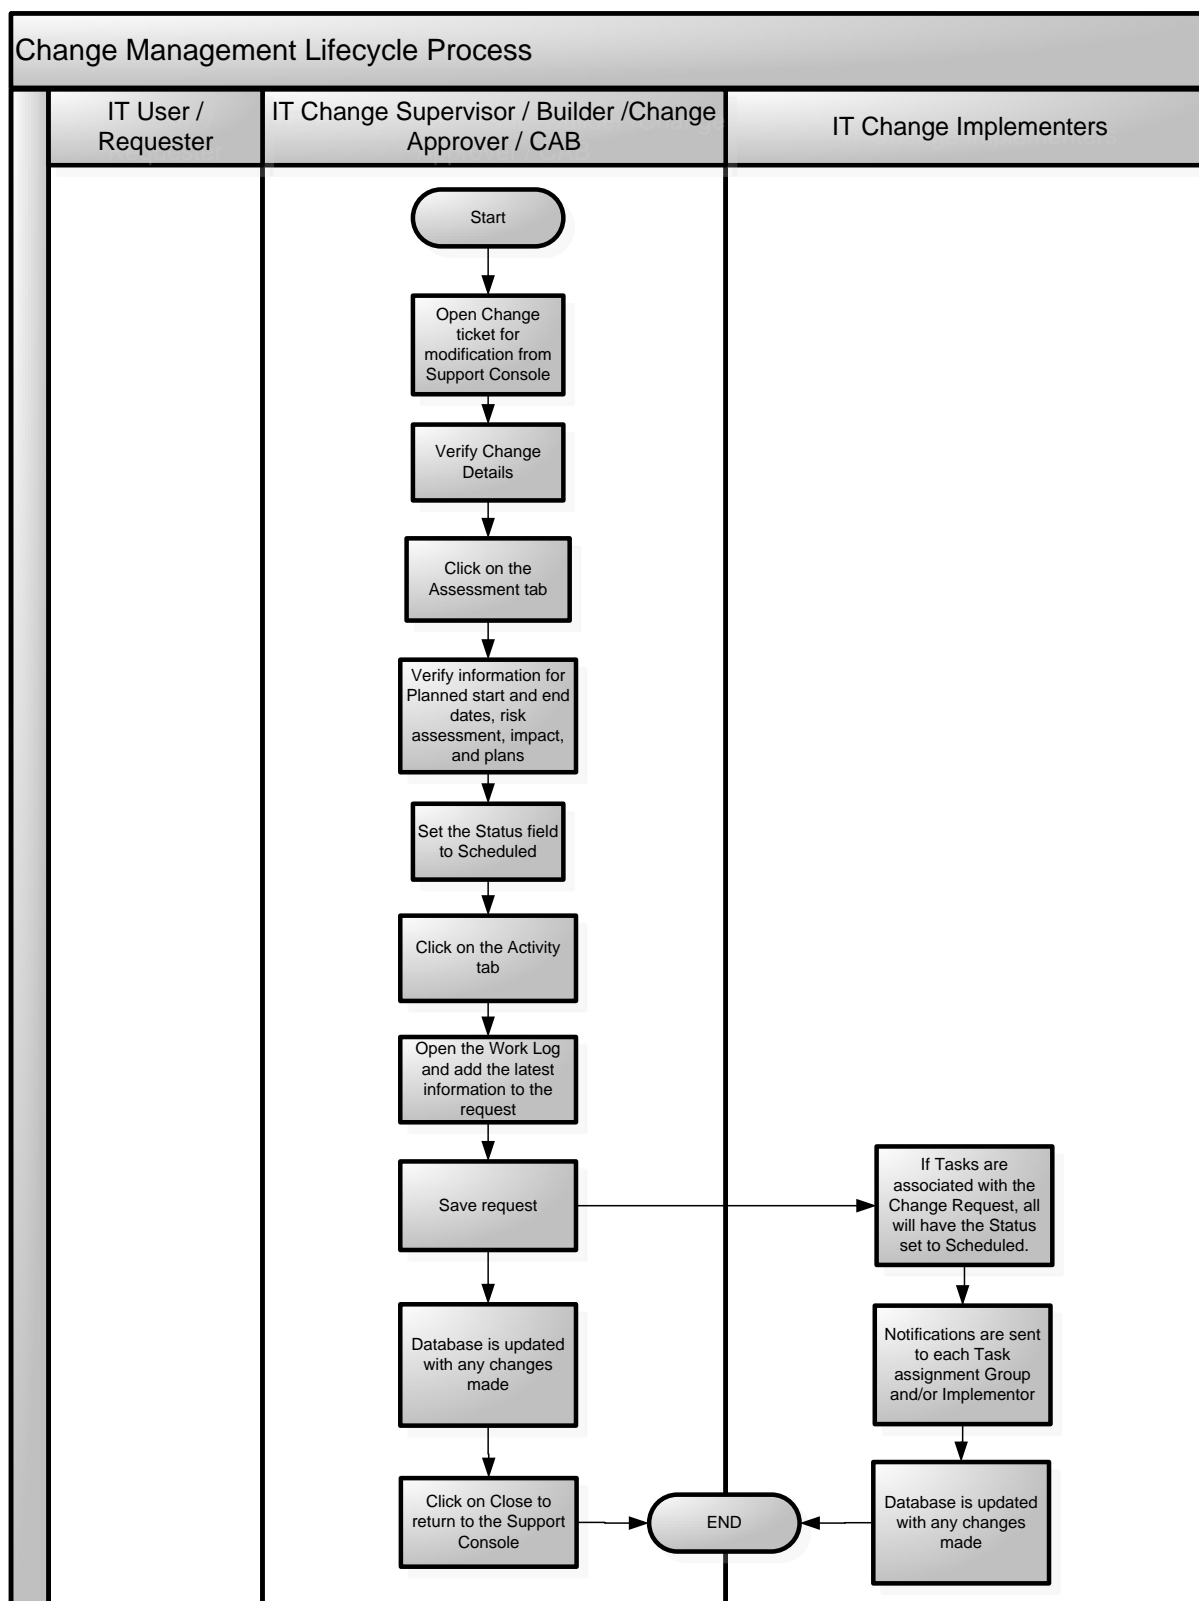 Change Management Lifecycle Process
IT User /
Requester
IT Change Supervisor / Builder /Change
Approver / CAB
IT Change Implementers
Start
Open Change
ticket for
modification from
Support Console
Verify Change
Details
Click on the
Assessment tab
Verify information for
Planned start and end
dates, risk
assessment, impact,
and plans
Set the Status field
to Scheduled
Click on the Activity
tab
Open the Work Log
and add the latest
information to the
request
Save request
If Tasks are
associated with the
Change Request, all
will have the Status
set to Scheduled.
Database is updated
with any changes
made
Notifications are sent
to each Task
assignment Group
and/or Implementor
Click on Close to
return to the Support
Console
END
Database is updated
with any changes
made